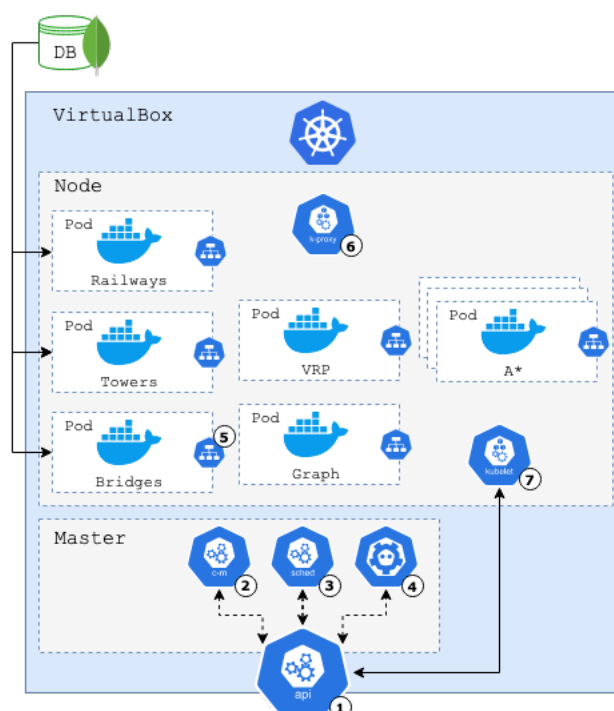 DB
VirtualBox
Node
Pod
Railways
k-proxy
6
Pod
Towers
Pod
VRP
Pod
A*
Pod
Bridges
5
Pod
Graph
kubelet
7
Master
c-m
2
sched
3
4
api
1